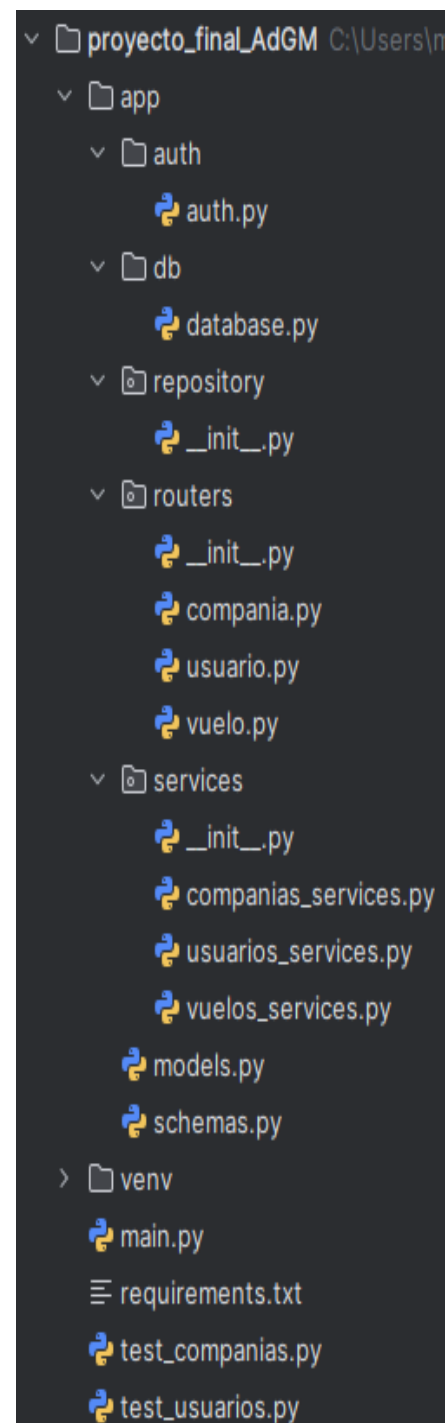 proyecto_final_AdGM C:\Users\
app
auth
auth.py
db
database.py
repository
__init__.py
routers
__init__.py
compania.py
usuario.py
vuelo.py
services
__init__.py
companias_services.py
usuarios_services.py
vuelos_services.py
models.py
schemas.py
venv
main.py
requirements.txt
test_companias.py
test_usuarios.py